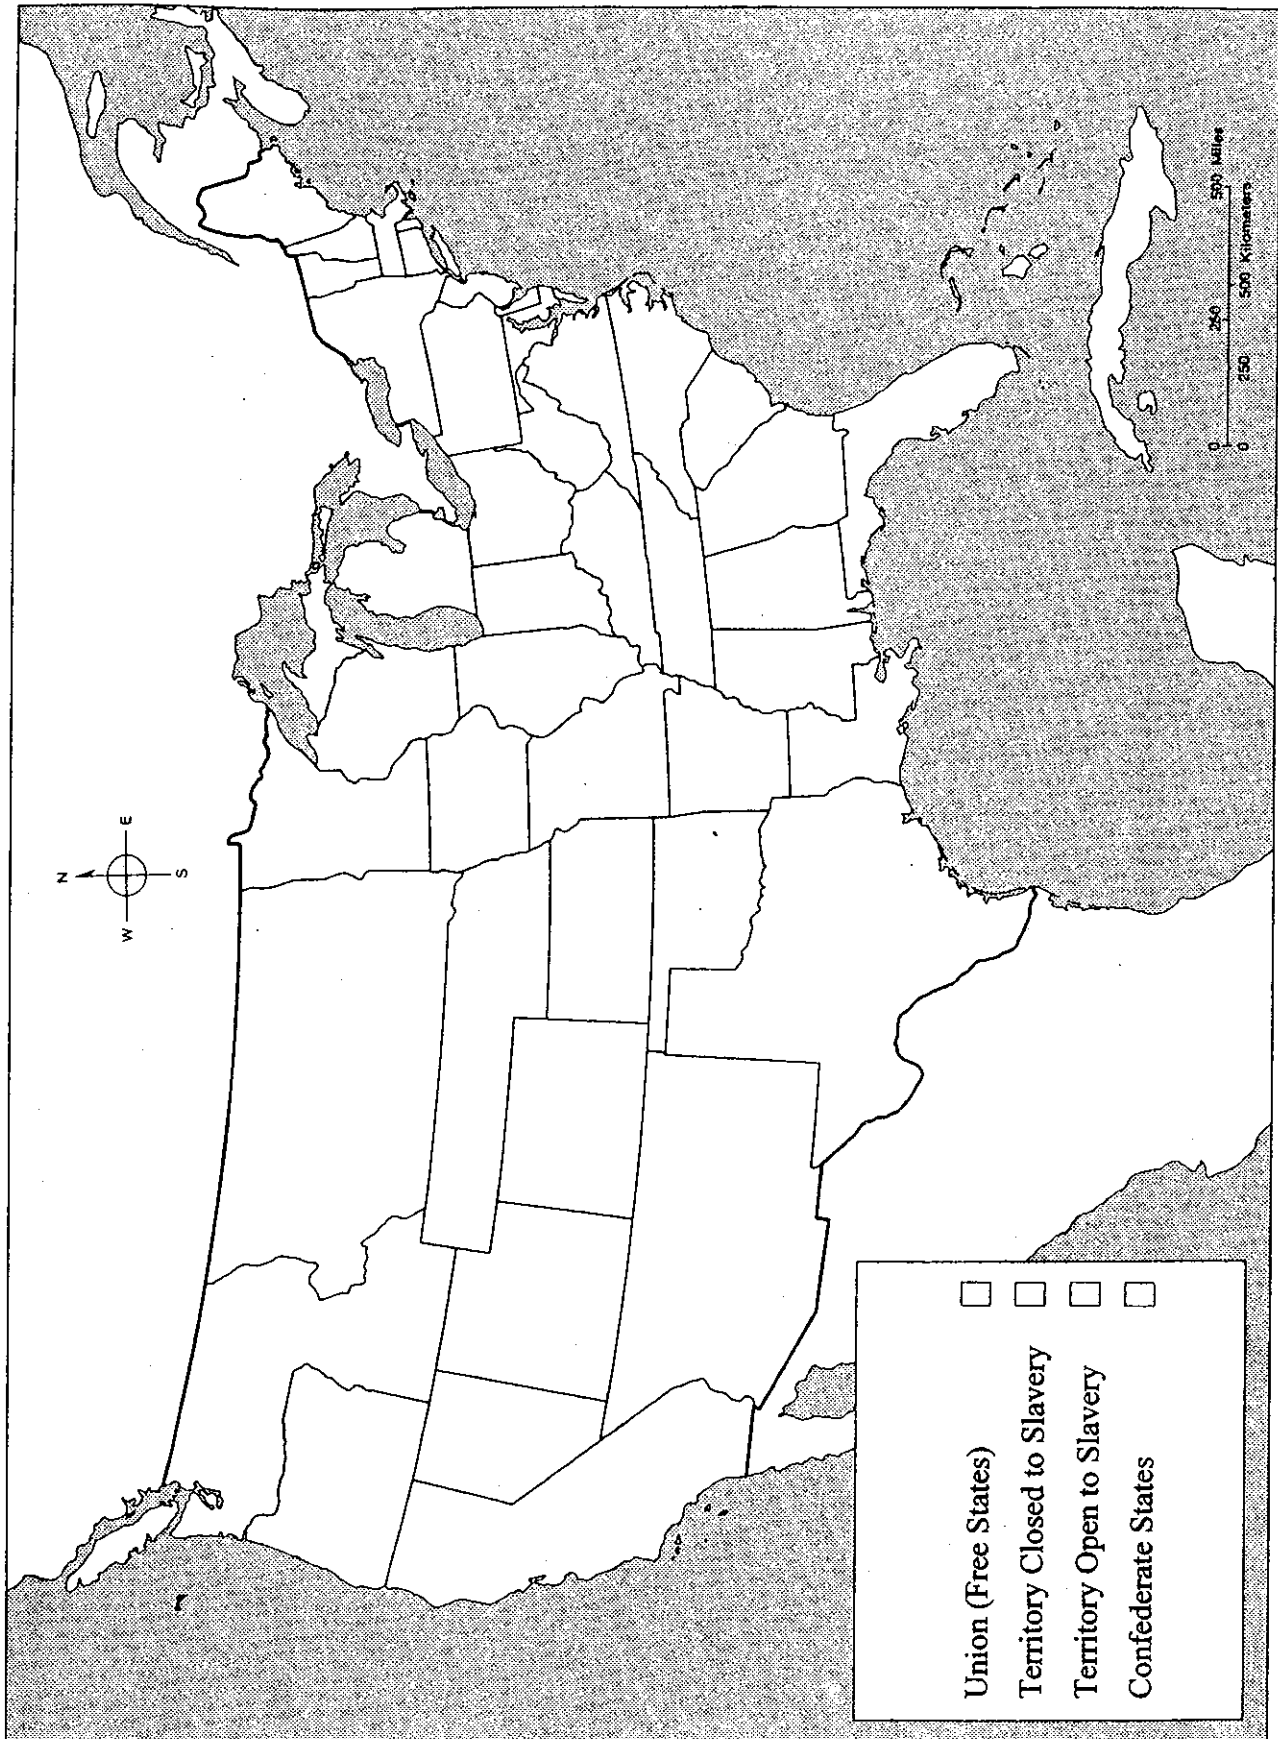 N
W
E
S
Union (Free States)
Territory Closed to Slavery
Territory Open to Slavery
Confederate States
0 250 500 Miles
0 250 500 Kilometers